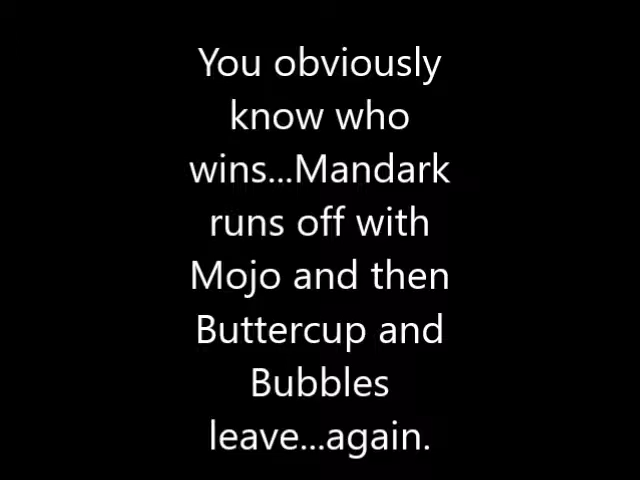 You obviously
know who
wins...Mandark
runs off with
Mojo and then
Buttercup and
Bubbles
leave...again.